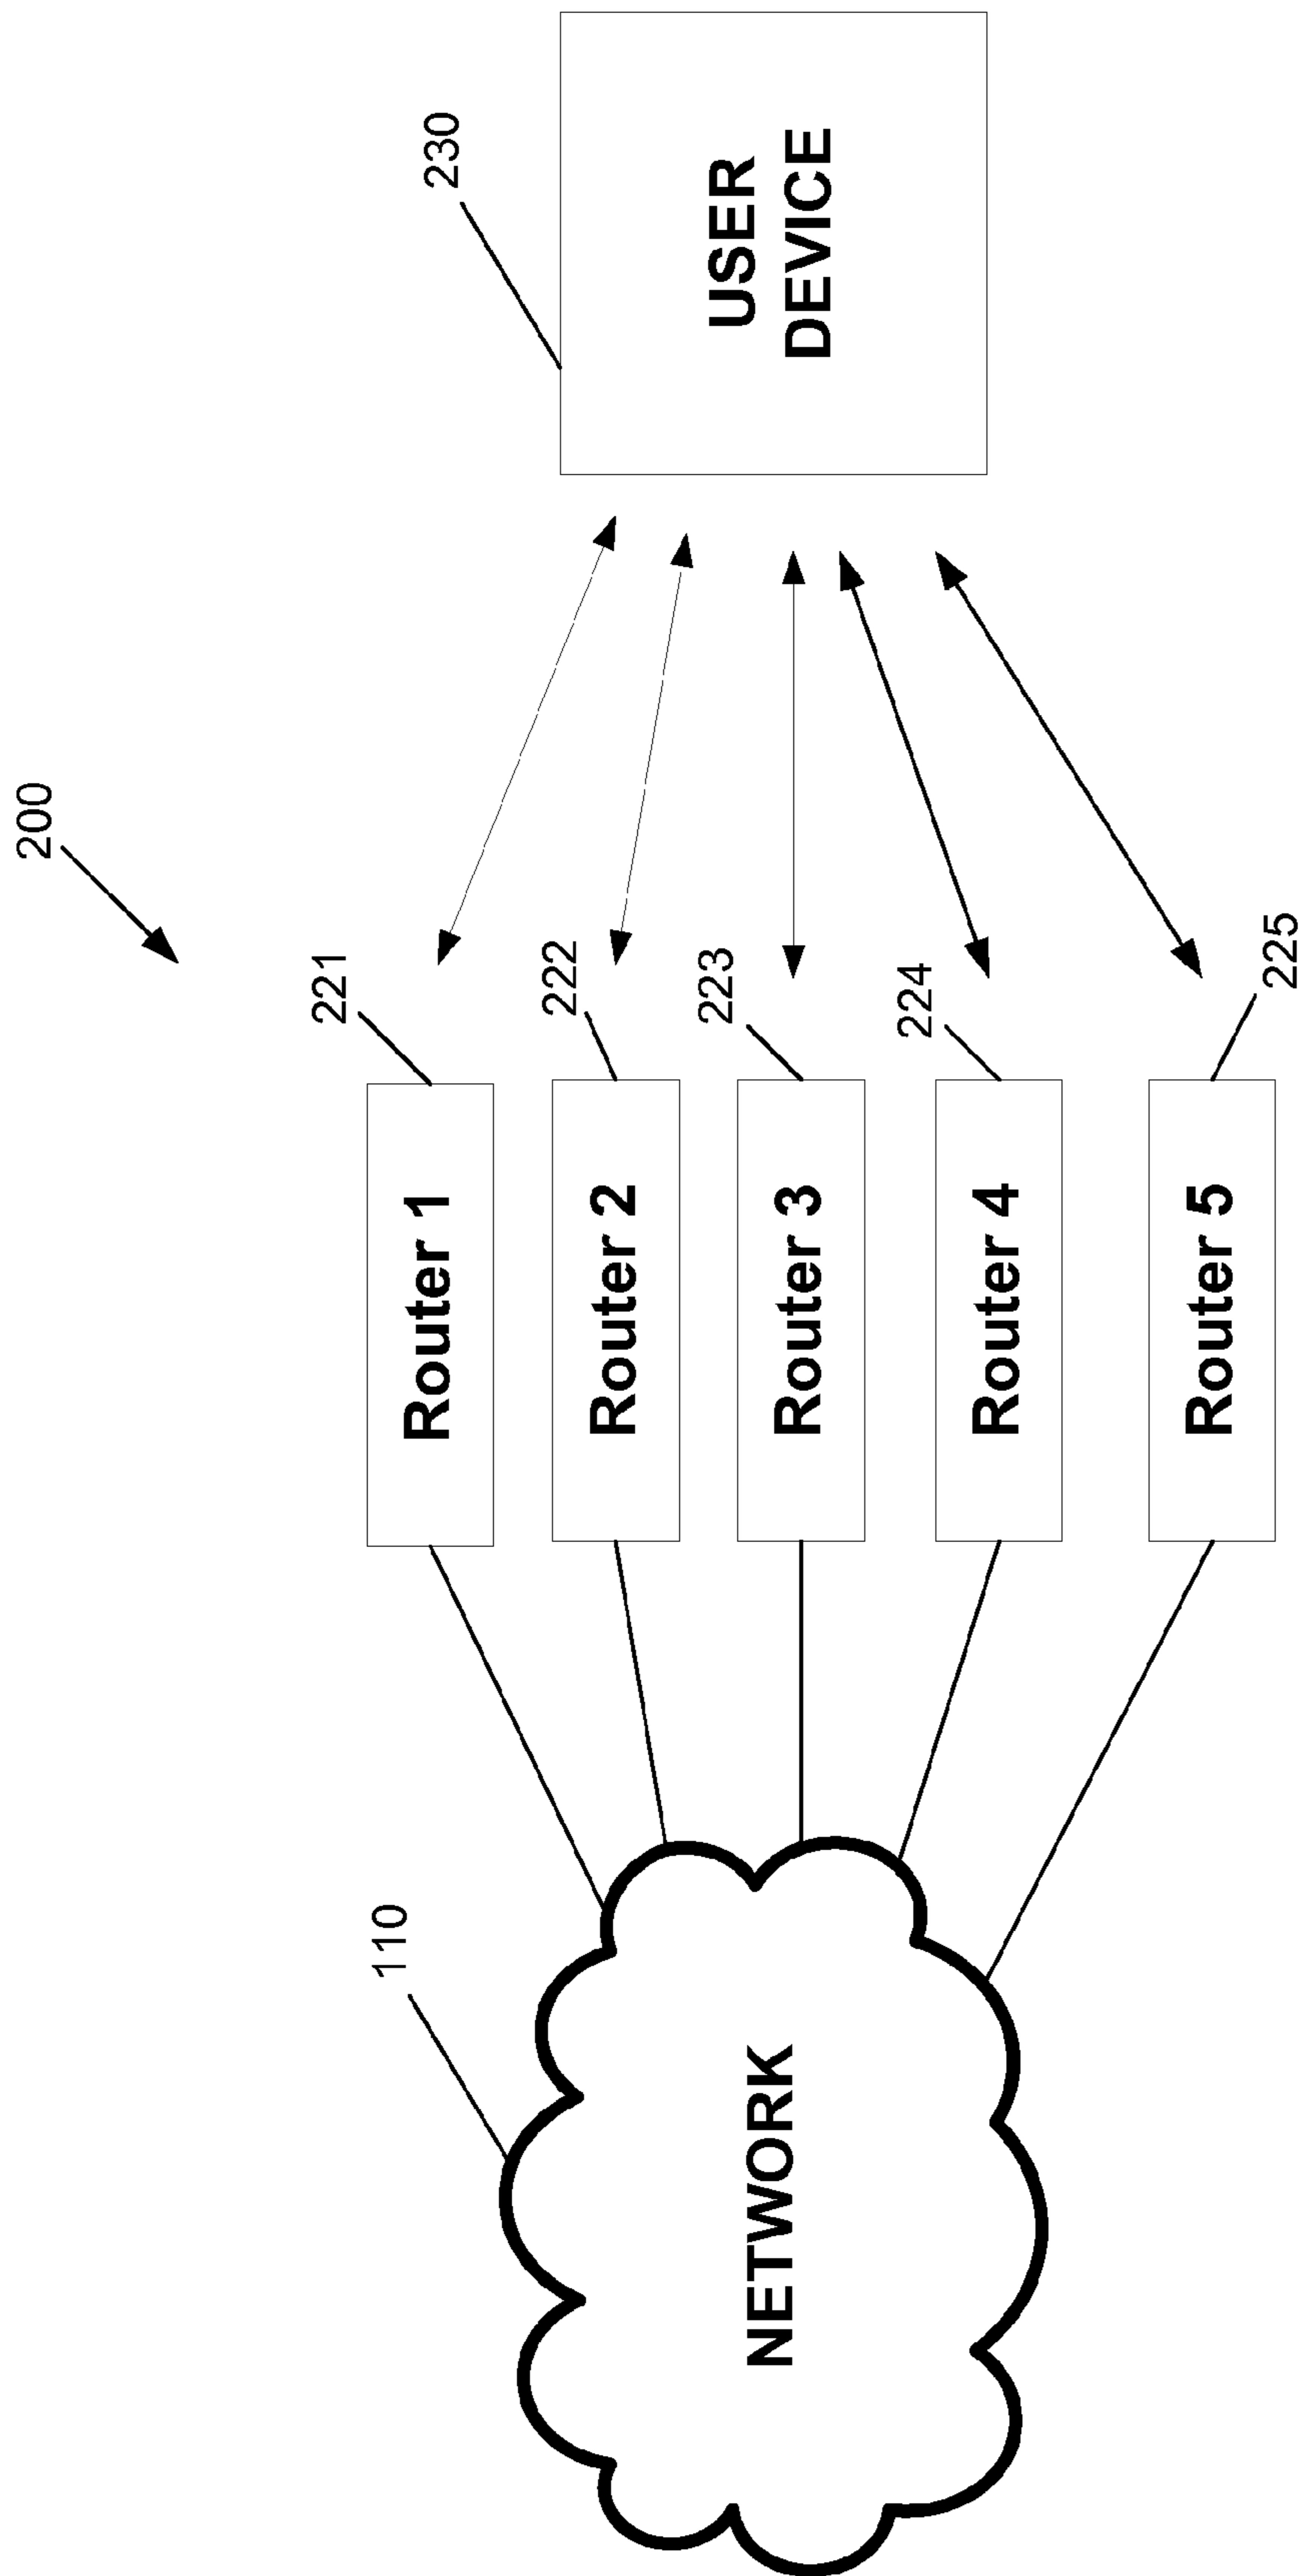 200
110
NETWORK
221
Router 1
222
Router 2
223
Router 3
224
Router 4
225
Router 5
230
USER
DEVICE